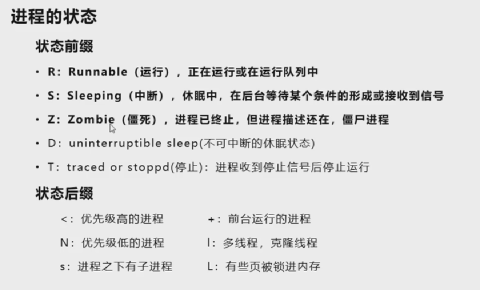 进程的状态
状态前缀
• R：Runnable（运行），正在运行或在运行队列中
• S：Sleeping（中断），休眠中，在后台等待某个条件的形成或接收到信号
• Z：Zombie（僵死），进程已终止，但进程描述还在，僵尸进程
• D：uninterruptible sleep(不可中断的休眠状态)
• T：traced or stoppd(停止)：进程收到停止信号后停止运行
状态后缀
<：优先级高的进程 +：前台运行的进程
N：优先级低的进程 l：多线程，克隆线程
s：进程之下有子进程 L：有些页被锁进内存